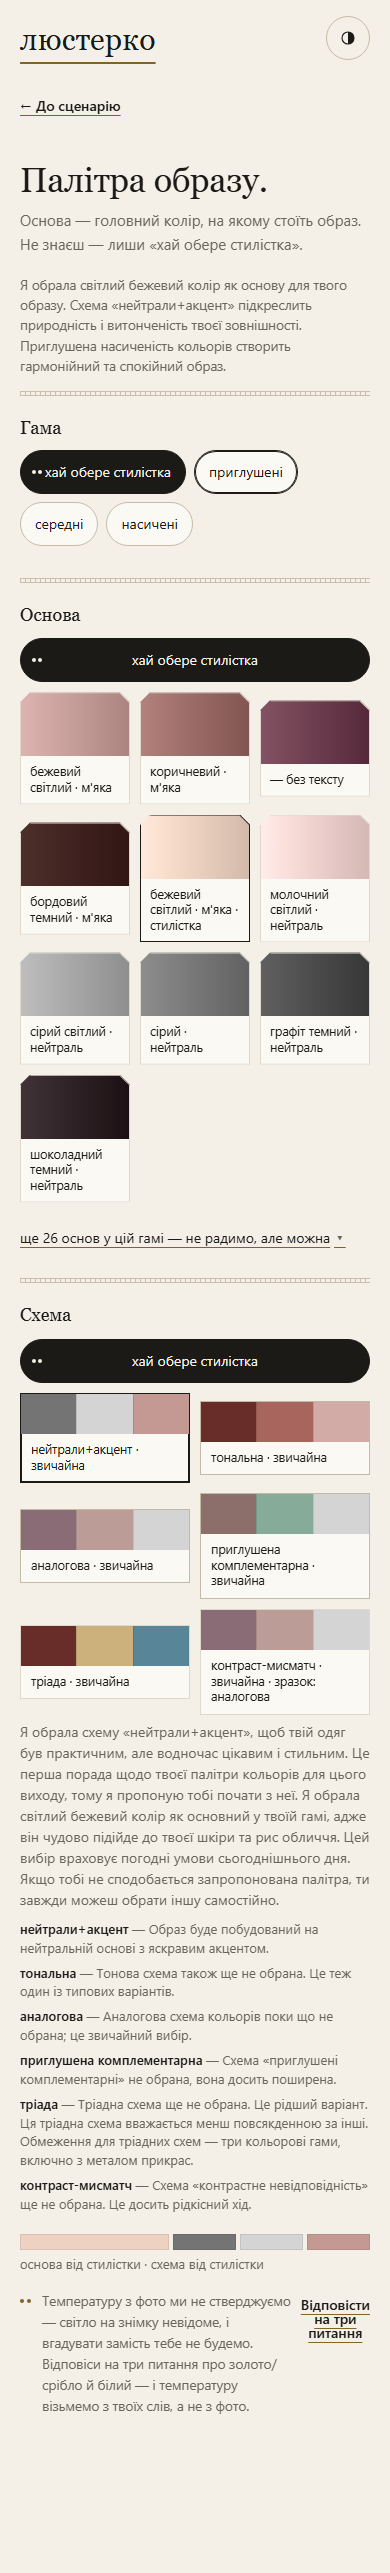 люстерко
← До сценарію
Палітра образу.
Основа — головний колір, на якому стоїть образ.
Не знаєш — лиши «хай обере стилістка».
Я обрала світлий бежевий колір як основу для твого
образу. Схема «нейтрали+акцент» підкреслить
природність і витонченість твоєї зовнішності.
Приглушена насиченість кольорів створить
гармонійний та спокійний образ.
Гама
хай обере стилістка
приглушені
середні
насичені
Основа
хай обере стилістка
бежевий
світлий · м'яка
коричневий ·
м'яка
— без тексту
бордовий
темний · м'яка
бежевий
світлий · м'яка ·
стилістка
молочний
світлий ·
нейтраль
сірий світлий ·
нейтраль
сірий ·
нейтраль
графіт темний ·
нейтраль
шоколадний
темний ·
нейтраль
ще 26 основ у цій гамі — не радимо, але можна ▾
Схема
хай обере стилістка
нейтрали+акцент ·
звичайна
тональна · звичайна
аналогова · звичайна
приглушена
комплементарна ·
звичайна
тріада · звичайна
контраст-мисматч ·
звичайна · зразок:
аналогова
Я обрала схему «нейтрали+акцент», щоб твій одяг
був практичним, але водночас цікавим і стильним. Це
перша порада щодо твоєї палітри кольорів для цього
виходу, тому я пропоную тобі почати з неї. Я обрала
світлий бежевий колір як основний у твоїй гамі, адже
він чудово підійде до твоєї шкіри та рис обличчя. Цей
вибір враховує погодні умови сьогоднішнього дня.
Якщо тобі не сподобається запропонована палітра, ти
завжди можеш обрати іншу самостійно.
нейтрали+акцент — Образ буде побудований на
нейтральній основі з яскравим акцентом.
тональна — Тонова схема також ще не обрана. Це теж
один із типових варіантів.
аналогова — Аналогова схема кольорів поки що не
обрана; це звичайний вибір.
приглушена комплементарна — Схема «приглушені
комплементарні» не обрана, вона досить поширена.
тріада — Тріадна схема ще не обрана. Це рідший варіант.
Ця тріадна схема вважається менш повсякденною за інші.
Обмеження для тріадних схем — три кольорові гами,
включно з металом прикрас.
контраст-мисматч — Схема «контрастне невідповідність»
ще не обрана. Це досить рідкісний хід.
основа від стилістки · схема від стилістки
Температуру з фото ми не стверджуємо
— світло на знімку невідоме, і
вгадувати замість тебе не будемо.
Відповіси на три питання про золото/
срібло й білий — і температуру
візьмемо з твоїх слів, а не з фото.
Відповісти
на три
питання